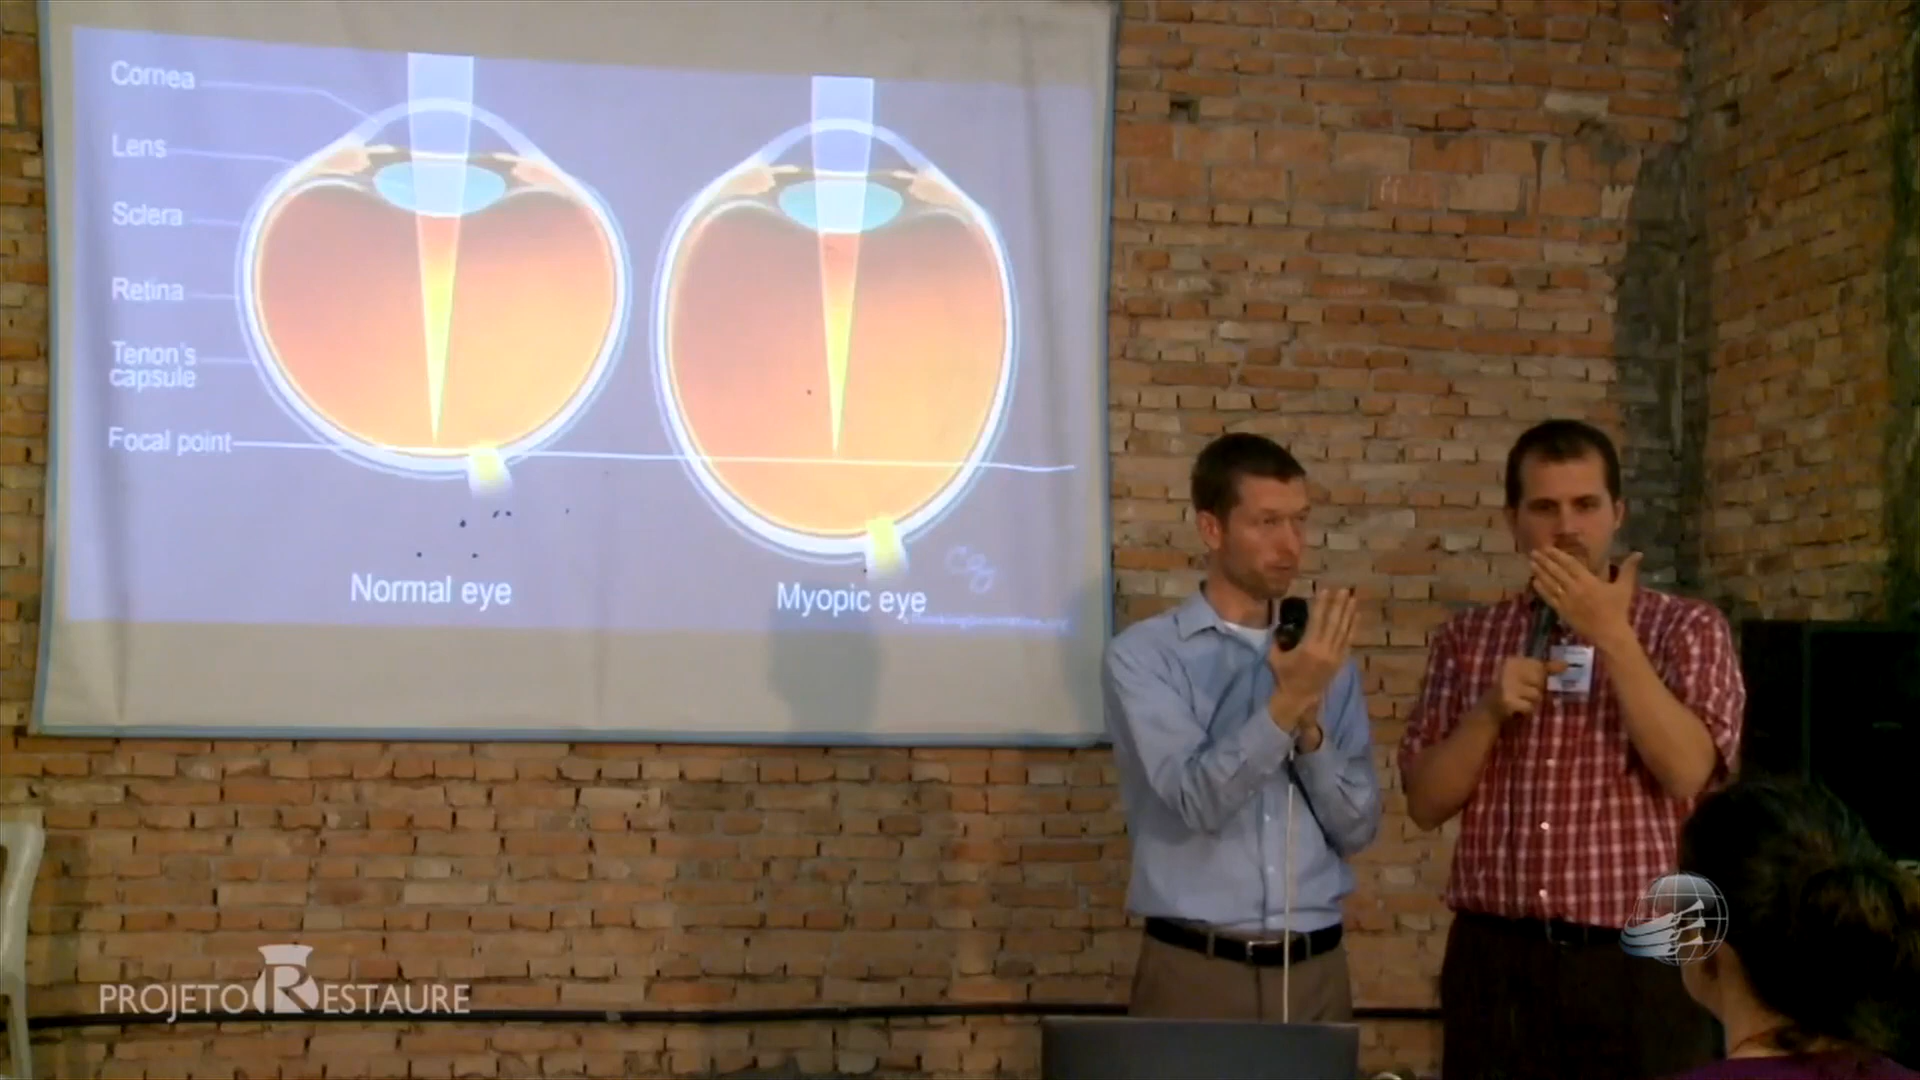 Cornea
Lens
Sclera
Retina
Tenon's
capsule
Focal point
Normal eye
Myopic eye
PROJETO RESTAURE